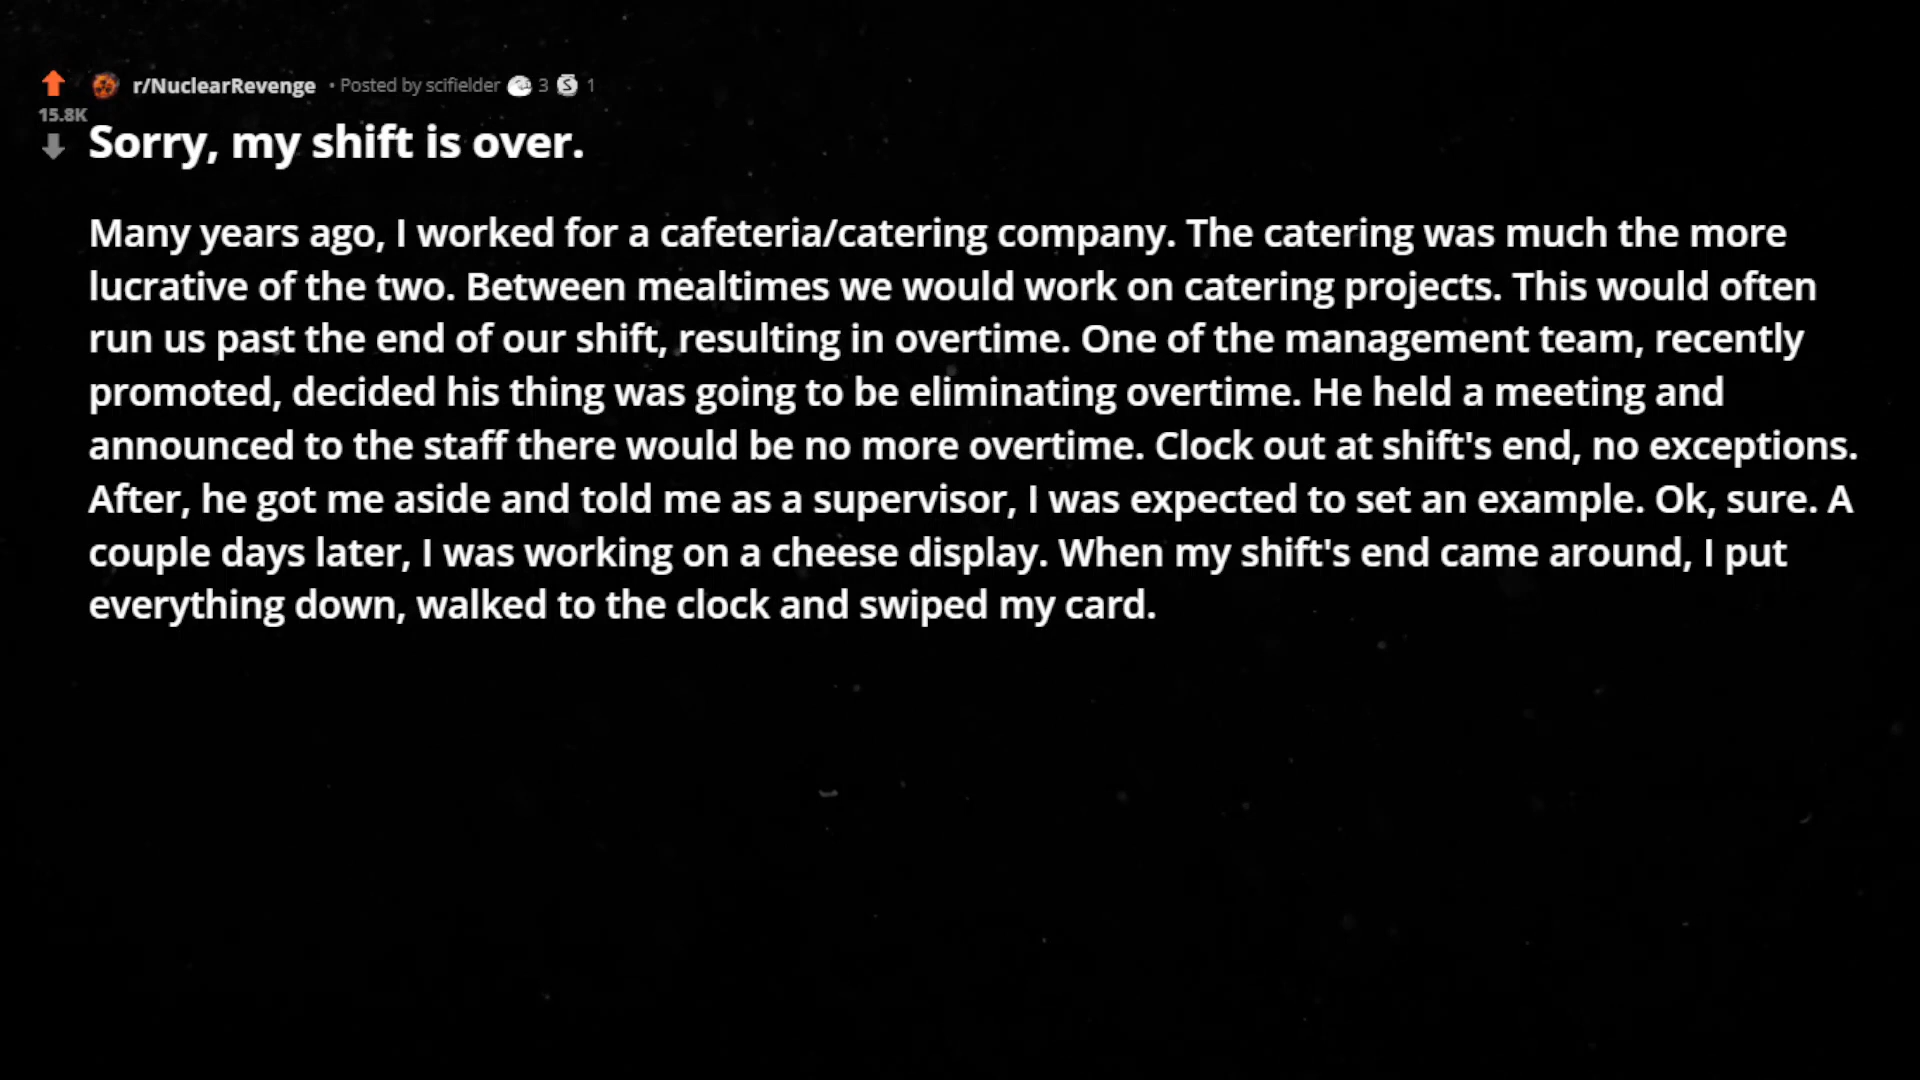 r/NuclearRevenge • Posted by scifielder 3 1
15.8K
Sorry, my shift is over.
Many years ago, I worked for a cafeteria/catering company. The catering was much the more
lucrative of the two. Between mealtimes we would work on catering projects. This would often
run us past the end of our shift, resulting in overtime. One of the management team, recently
promoted, decided his thing was going to be eliminating overtime. He held a meeting and
announced to the staff there would be no more overtime. Clock out at shift's end, no exceptions.
After, he got me aside and told me as a supervisor, I was expected to set an example. Ok, sure. A
couple days later, I was working on a cheese display. When my shift's end came around, I put
everything down, walked to the clock and swiped my card.